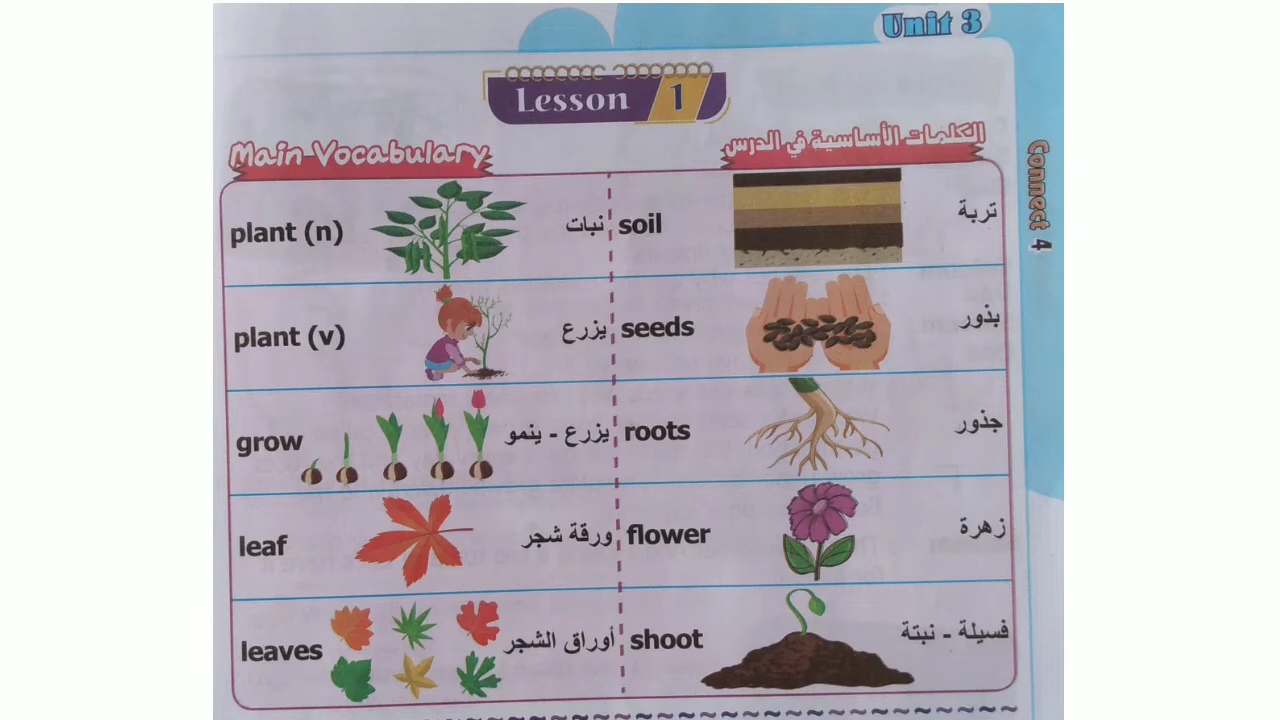 Unit 3
Lesson 1
Main Vocabulary الكلمات الأساسية في الدرس
Connect 4
plant (n) نبات soil تربة
plant (v) يزرع seeds بذور
grow يزرع - ينمو roots جذور
leaf ورقة شجر flower زهرة
leaves أوراق الشجر shoot فسيلة - نبتة